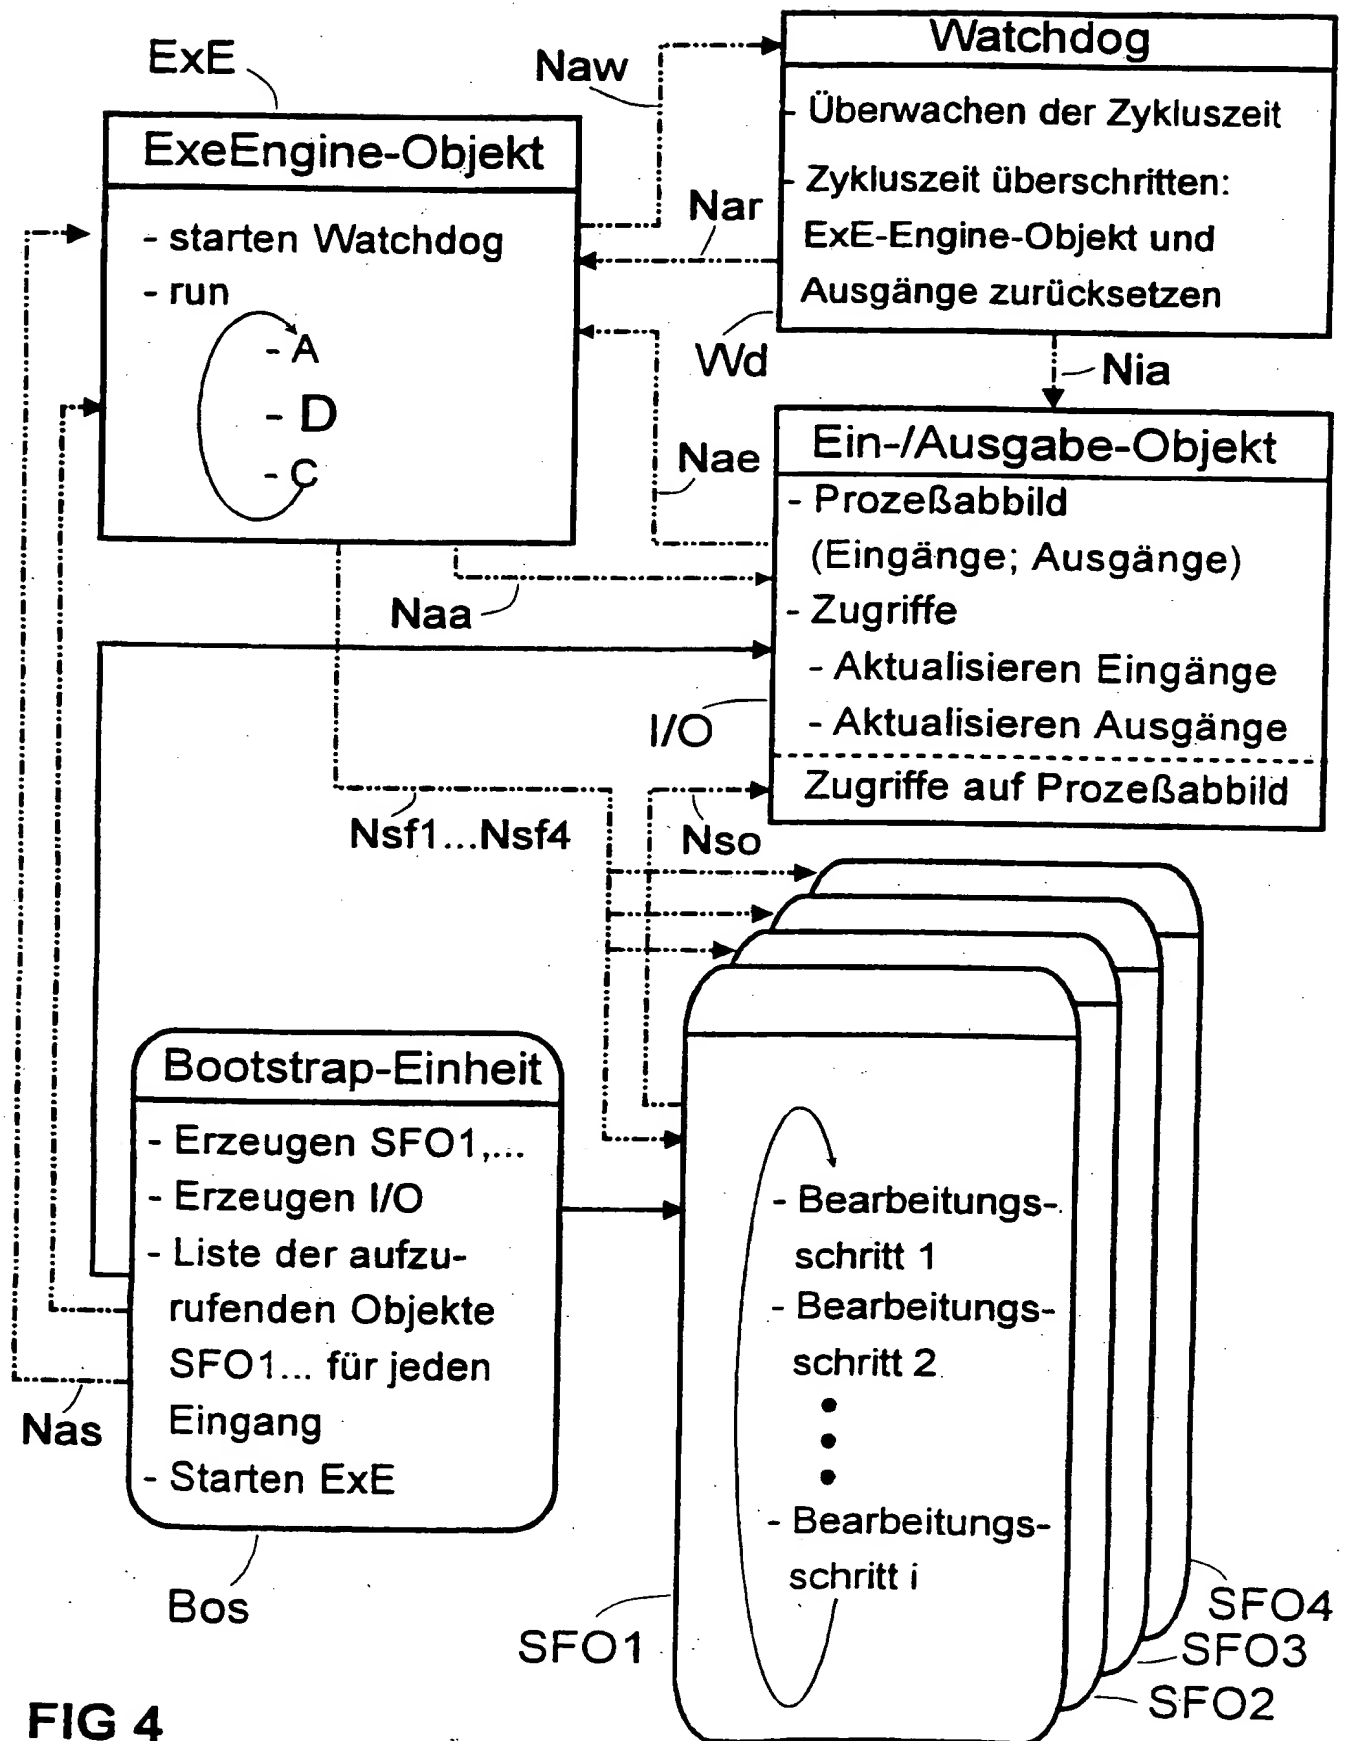 ExE
ExeEngine-Objekt
- starten Watchdog
- run
- A
- D
- C
Naw
Nar
Watchdog
- Überwachen der Zykluszeit
- Zykluszeit überschritten:
ExE-Engine-Objekt und
Ausgänge zurücksetzen
Wd
Nia
Nae
Naa
Ein-/Ausgabe-Objekt
- Prozeßabbild
(Eingänge; Ausgänge)
- Zugriffe
- Aktualisieren Eingänge
- Aktualisieren Ausgänge
Zugriffe auf Prozeßabbild
I/O
Nsf1...Nsf4
Nso
Bootstrap-Einheit
- Erzeugen SFO1,...
- Erzeugen I/O
- Liste der aufzu-
rufenden Objekte
SFO1... für jeden
Eingang
- Starten ExE
Nas
Bos
- Bearbeitungs-
schritt 1
- Bearbeitungs-
schritt 2
- Bearbeitungs-
schritt i
SFO1
SFO4
SFO3
SFO2
FIG 4